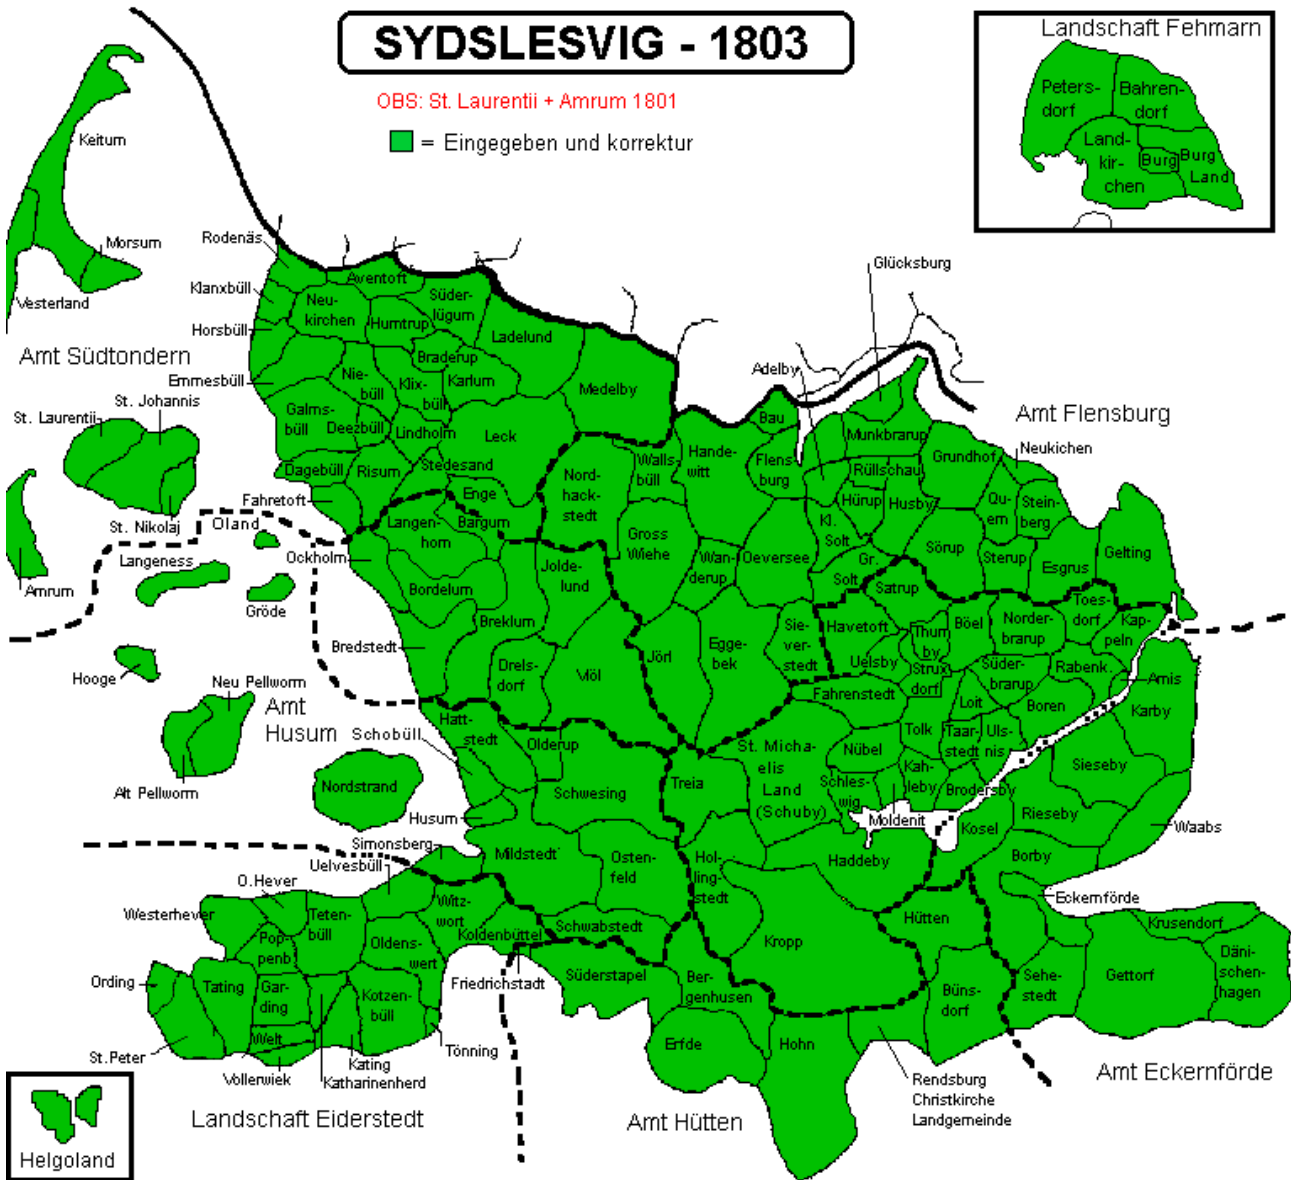 SYDSLESVIG - 1803
OBS: St. Laurentii + Amrum 1801
= Eingegeben und korrektur
Landschaft Fehmarn
Peters-
dorf
Bahren-
dorf
Land-
kir-
chen
Burg
Burg
Land
Keitum
Morsum
Vesterland
Amt Südtondern
Rodenäs
Klanxbüll
Horsbüll
Emmesbüll
Aventoft
Neu-
kirchen
Humtrup
Süder-
lügum
Ladelund
Braderup
Nie-
büll
Klix-
büll
Karlum
Medelby
Galms-
büll
Deezbüll
Lindholm
Leck
Dagebüll
Risum
Stedesand
Enge
Fahretoft
St. Laurentii
St. Johannis
St. Nikolaj
Amrum
Oland
Langeness
Gröde
Hooge
Neu Pellworm
Alt Pellworm
Amt
Husum
Nordstrand
Ockholm
Langen-
horn
Bargum
Bordelum
Breklum
Bredstedt
Drels-
dorf
Jolde-
lund
Viöl
Hatt-
stedt
Schobüll
Olderup
Schwesing
Husum
Mildstedt
Osten-
feld
Simonsberg
Schwabstedt
Glücksburg
Adelby
Amt Flensburg
Neukichen
Bau
Munkbrarup
Walls
büll
Hande-
witt
Flens-
burg
Rüllschau
Grundhof
Nord-
hack-
stedt
Hürup
Husby
Qu-
ern
Stein-
berg
Kl.
Solt
Gross
Wiehe
Wan-
derup
Oeversee
Gr.
Solt
Sörup
Sterup
Esgrus
Gelting
Jörl
Egge-
bek
Sie-
ver-
stedt
Satrup
Havetoft
Thum
by
Böel
Norder-
brarup
Toes-
dorf
Kap-
peln
Uelsby
Strux
dorf
Süder-
brarup
Rabenk.
Arnis
Fahrenstedt
Loit
Boren
Karby
St. Micha-
elis
Land
(Schuby)
Nübel
Tolk
Taar-
stedt
Uls-
nis
Treia
Schles-
wig
Kah-
leby
Brodersby
Moldenit
Sieseby
Rieseby
Kosel
Waabs
Haddeby
Borby
Eckernförde
Hol-
ling-
stedt
Kropp
Hütten
Krusendorf
Däni-
schen-
hagen
Gettorf
Sehe-
stedt
Büns-
dorf
Amt Eckernförde
Uelvesbüll
O.Hever
Westerhever
Teten-
büll
Witz-
wort
Koldenbüttel
Friedrichstadt
Pop-
penb
Oldens-
wert
Ording
Tating
Gar-
ding
Kotzen-
büll
Welt
St. Peter
Vollerwiek
Kating
Katharinenherd
Tönning
Landschaft Eiderstedt
Süderstapel
Ber-
genhusen
Erfde
Hohn
Rendsburg
Christkirche
Landgemeinde
Amt Hütten
Helgoland